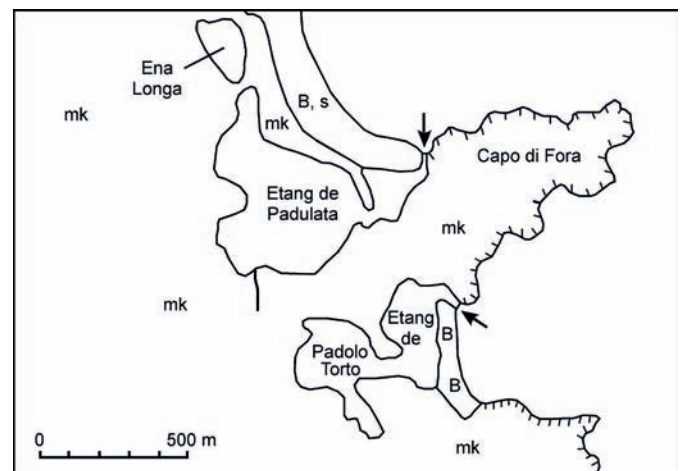 Ena
Longa
B, s
mk
mk
Capo di Fora
Etang de
Padulata
mk
mk
Etang
de
B
Padolo
Torto
B
0 500 m
mk